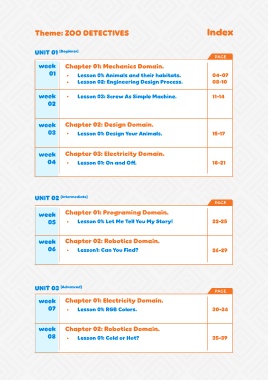 Theme: ZOO DETECTIVES Index
UNIT 01 (Beginner)
PAGE
week 01 Chapter 01: Mechanics Domain.
• Lesson 01: Animals and their habitats. 04-07
• Lesson 02: Engineering Design Process. 08-10
week 02 • Lesson 03: Screw As Simple Machine. 11-14
week 03 Chapter 02: Design Domain.
• Lesson 01: Design Your Animals. 15-17
week 04 Chapter 03: Electricity Domain.
• Lesson 01: On and Off. 18-21
UNIT 02 (Intermediate)
PAGE
week 05 Chapter 01: Programing Domain.
• Lesson 01: Let Me Tell You My Story! 22-25
week 06 Chapter 02: Robotics Domain.
• Lesson1: Can You Find? 26-29
UNIT 03 (Advanced)
PAGE
week 07 Chapter 01: Electricity Domain.
• Lesson 01: RGB Colors. 30-34
week 08 Chapter 02: Robotics Domain.
• Lesson 01: Cold or Hot? 35-39